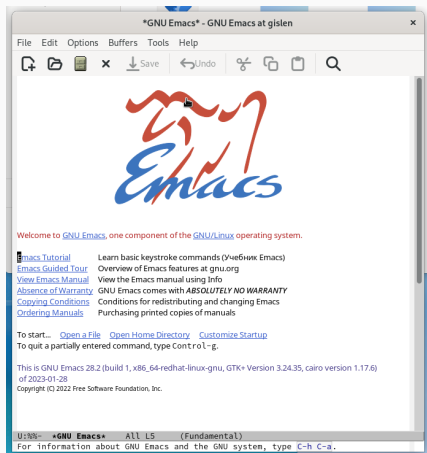 *GNU Emacs* - GNU Emacs at gislen
File Edit Options Buffers Tools Help
Save Undo
Emacs
Welcome to GNU Emacs, one component of the GNU/Linux operating system.
Emacs Tutorial Learn basic keystroke commands (Учебник Emacs)
Emacs Guided Tour Overview of Emacs features at gnu.org
View Emacs Manual View the Emacs manual using Info
Absence of Warranty GNU Emacs comes with ABSOLUTELY NO WARRANTY
Copying Conditions Conditions for redistributing and changing Emacs
Ordering Manuals Purchasing printed copies of manuals
To start... Open a File Open Home Directory Customize Startup
To quit a partially entered command, type Control-g.
This is GNU Emacs 28.2 (build 1, x86_64-redhat-linux-gnu, GTK+ Version 3.24.35, cairo version 1.17.6)
of 2023-01-28
Copyright (C) 2022 Free Software Foundation, Inc.
U:%%- *GNU Emacs* All L5 (Fundamental)
For information about GNU Emacs and the GNU system, type C-h C-a.